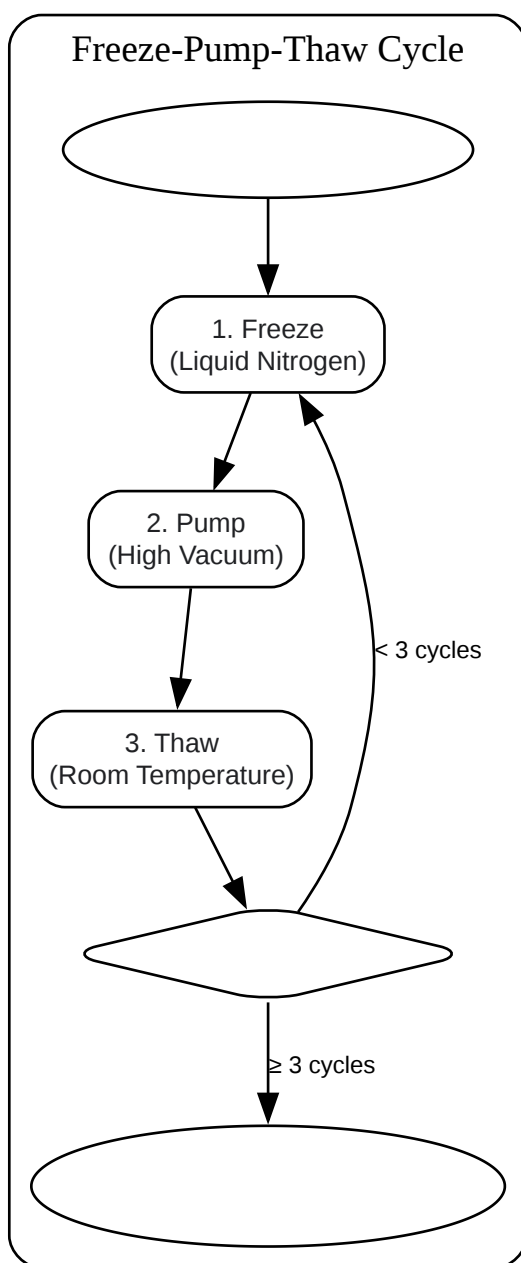 Freeze-Pump-Thaw Cycle
1. Freeze
(Liquid Nitrogen)
2. Pump
(High Vacuum)
< 3 cycles
3. Thaw
(Room Temperature)
≥ 3 cycles